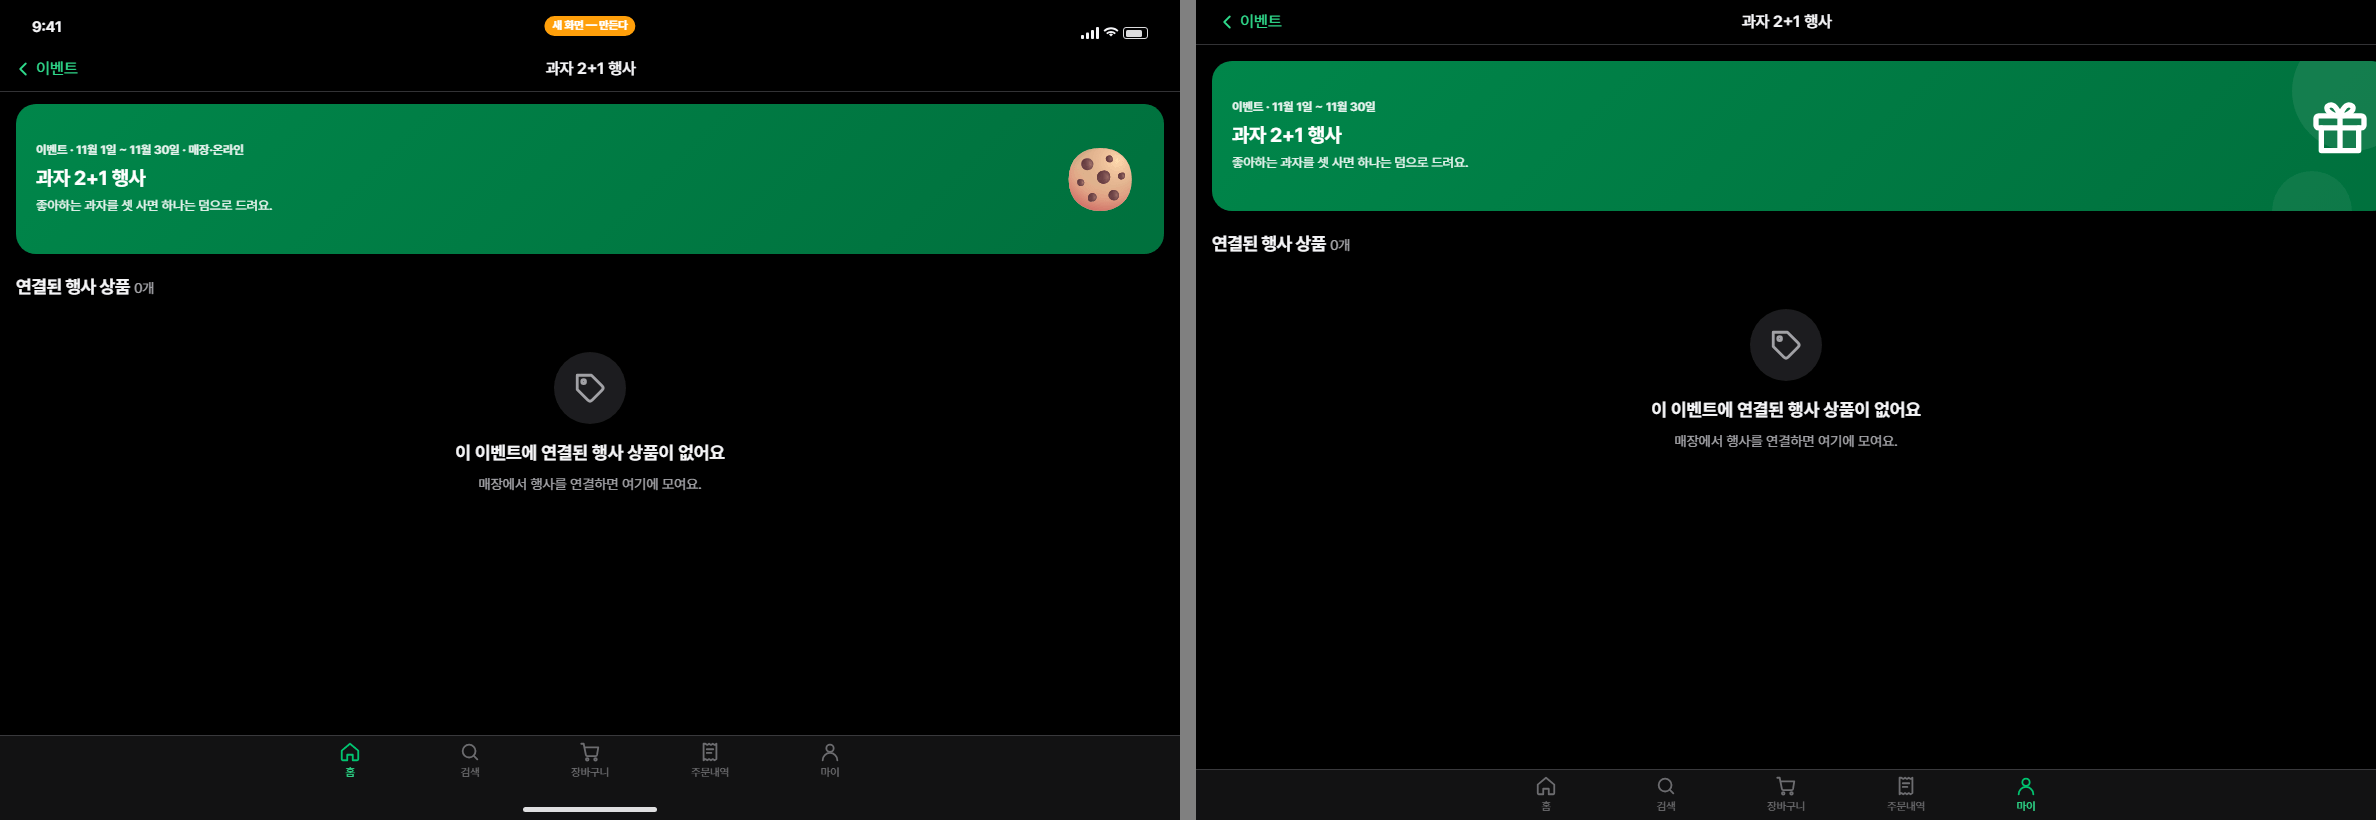 9:41
새 화면 — 만든다
이벤트
과자 2+1 행사
이벤트 · 11월 1일 ~ 11월 30일 · 매장·온라인
과자 2+1 행사
좋아하는 과자를 셋 사면 하나는 덤으로 드려요.
연결된 행사 상품 0개
이 이벤트에 연결된 행사 상품이 없어요
매장에서 행사를 연결하면 여기에 모여요.
홈
검색
장바구니
주문내역
마이
이벤트
과자 2+1 행사
이벤트 · 11월 1일 ~ 11월 30일
과자 2+1 행사
좋아하는 과자를 셋 사면 하나는 덤으로 드려요.
연결된 행사 상품 0개
이 이벤트에 연결된 행사 상품이 없어요
매장에서 행사를 연결하면 여기에 모여요.
홈
검색
장바구니
주문내역
마이